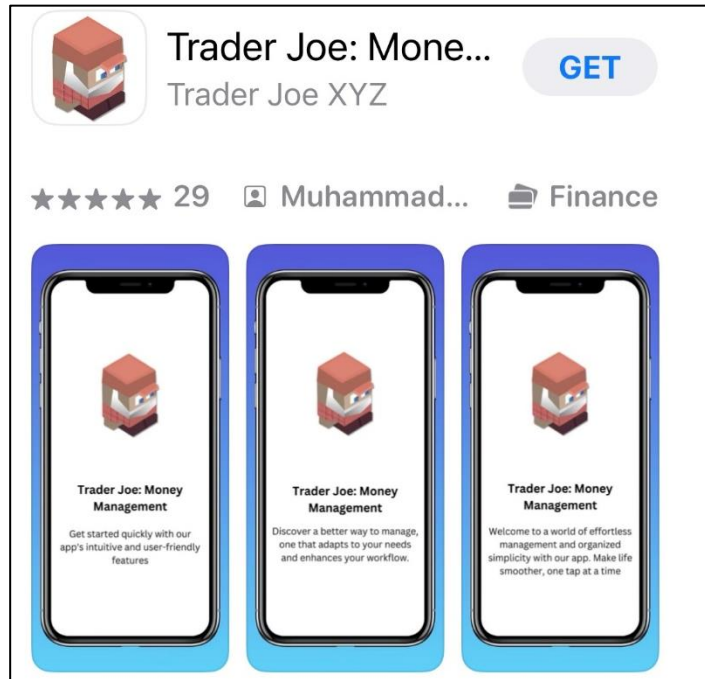 Trader Joe: Mone...
Trader Joe XYZ
GET
29
Muhammad...
Finance
Trader Joe: Money
Management
Get started quickly with our
app's intuitive and user-friendly
features
Trader Joe: Money
Management
Discover a better way to manage,
one that adapts to your needs
and enhances your workflow.
Trader Joe: Money
Management
Welcome to a world of effortless
management and organized
simplicity with our app. Make life
smoother, one tap at a time